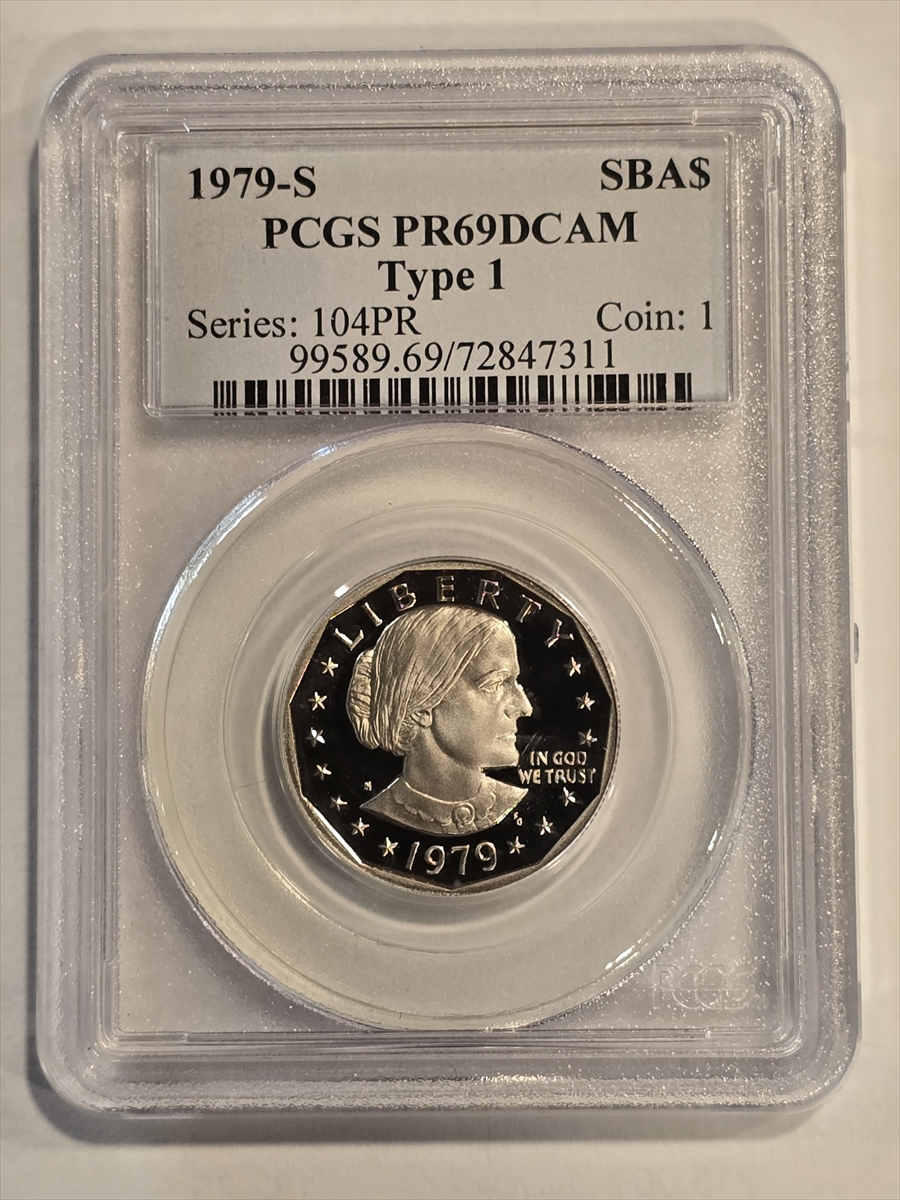 1979-S SBA$
PCGS PR69DCAM
Type 1
Series: 104PR Coin: 1
99589.69/72847311
LIBERTY
IN GOD
WE TRUST
S
1979
PCGS